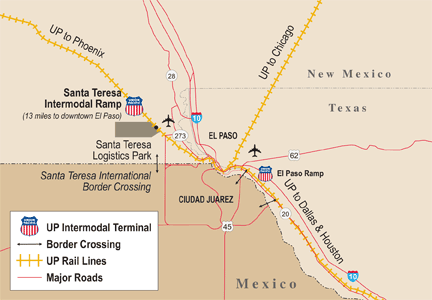 UP to Phoenix
UP to Chicago
New Mexico
Texas
28
Santa Teresa
Intermodal Ramp
(13 miles to downtown El Paso)
10
EL PASO
273
Santa Teresa
Logistics Park
62
Santa Teresa International
Border Crossing
El Paso Ramp
UP to Dallas & Houston
CIUDAD JUAREZ
20
45
UP Intermodal Terminal
Border Crossing
UP Rail Lines
Major Roads
Mexico
10